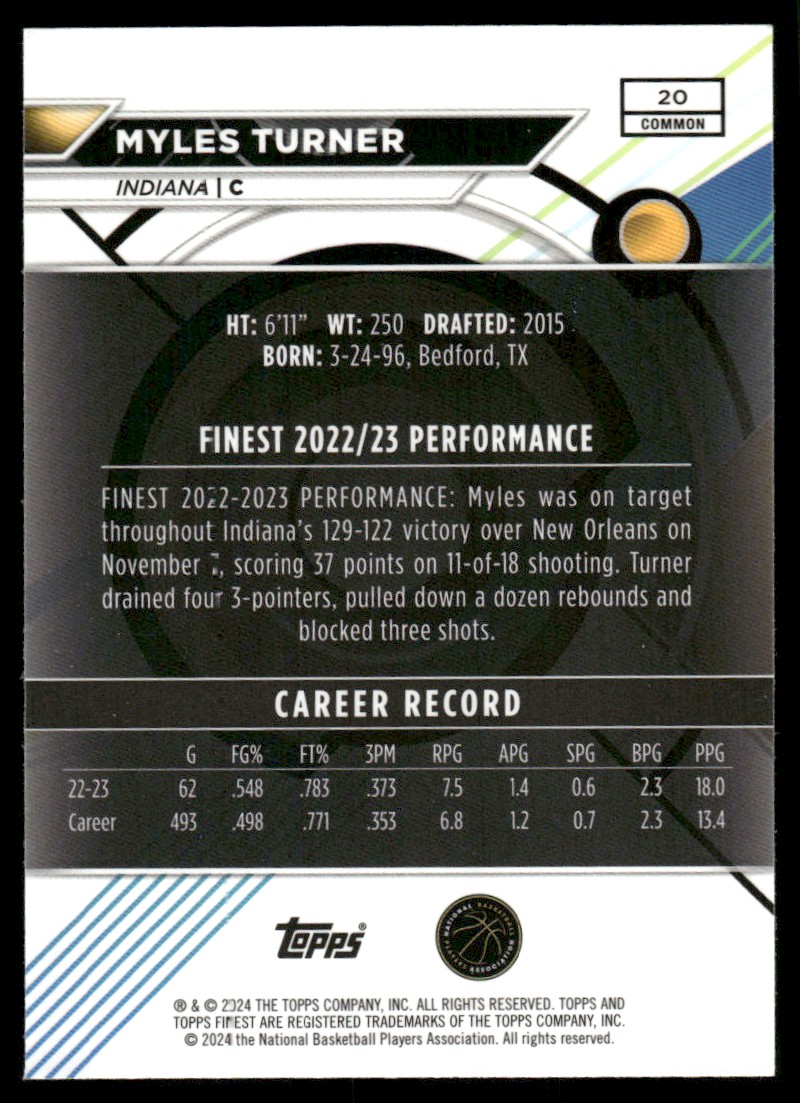 20
COMMON
MYLES TURNER
INDIANA | C
HT: 6'11" WT: 250 DRAFTED: 2015
BORN: 3-24-96, Bedford, TX
FINEST 2022/23 PERFORMANCE
FINEST 2022-2023 PERFORMANCE: Myles was on target
throughout Indiana's 129-122 victory over New Orleans on
November , scoring 37 points on 11-of-18 shooting. Turner
drained four 3-pointers, pulled down a dozen rebounds and
blocked three shots.
CAREER RECORD
G FG% FT% 3PM RPG APG SPG BPG PPG
22-23 62 .548 .783 .373 7.5 1.4 0.6 2.3 18.0
Career 493 .498 .771 .353 6.8 1.2 0.7 2.3 13.4
topps®
NATIONAL BASKETBALL PLAYERS ASSOCIATION
® & © 2024 THE TOPPS COMPANY, INC. ALL RIGHTS RESERVED. TOPPS AND
TOPPS FINEST ARE REGISTERED TRADEMARKS OF THE TOPPS COMPANY, INC.
© 2024 the National Basketball Players Association. All rights reserved.